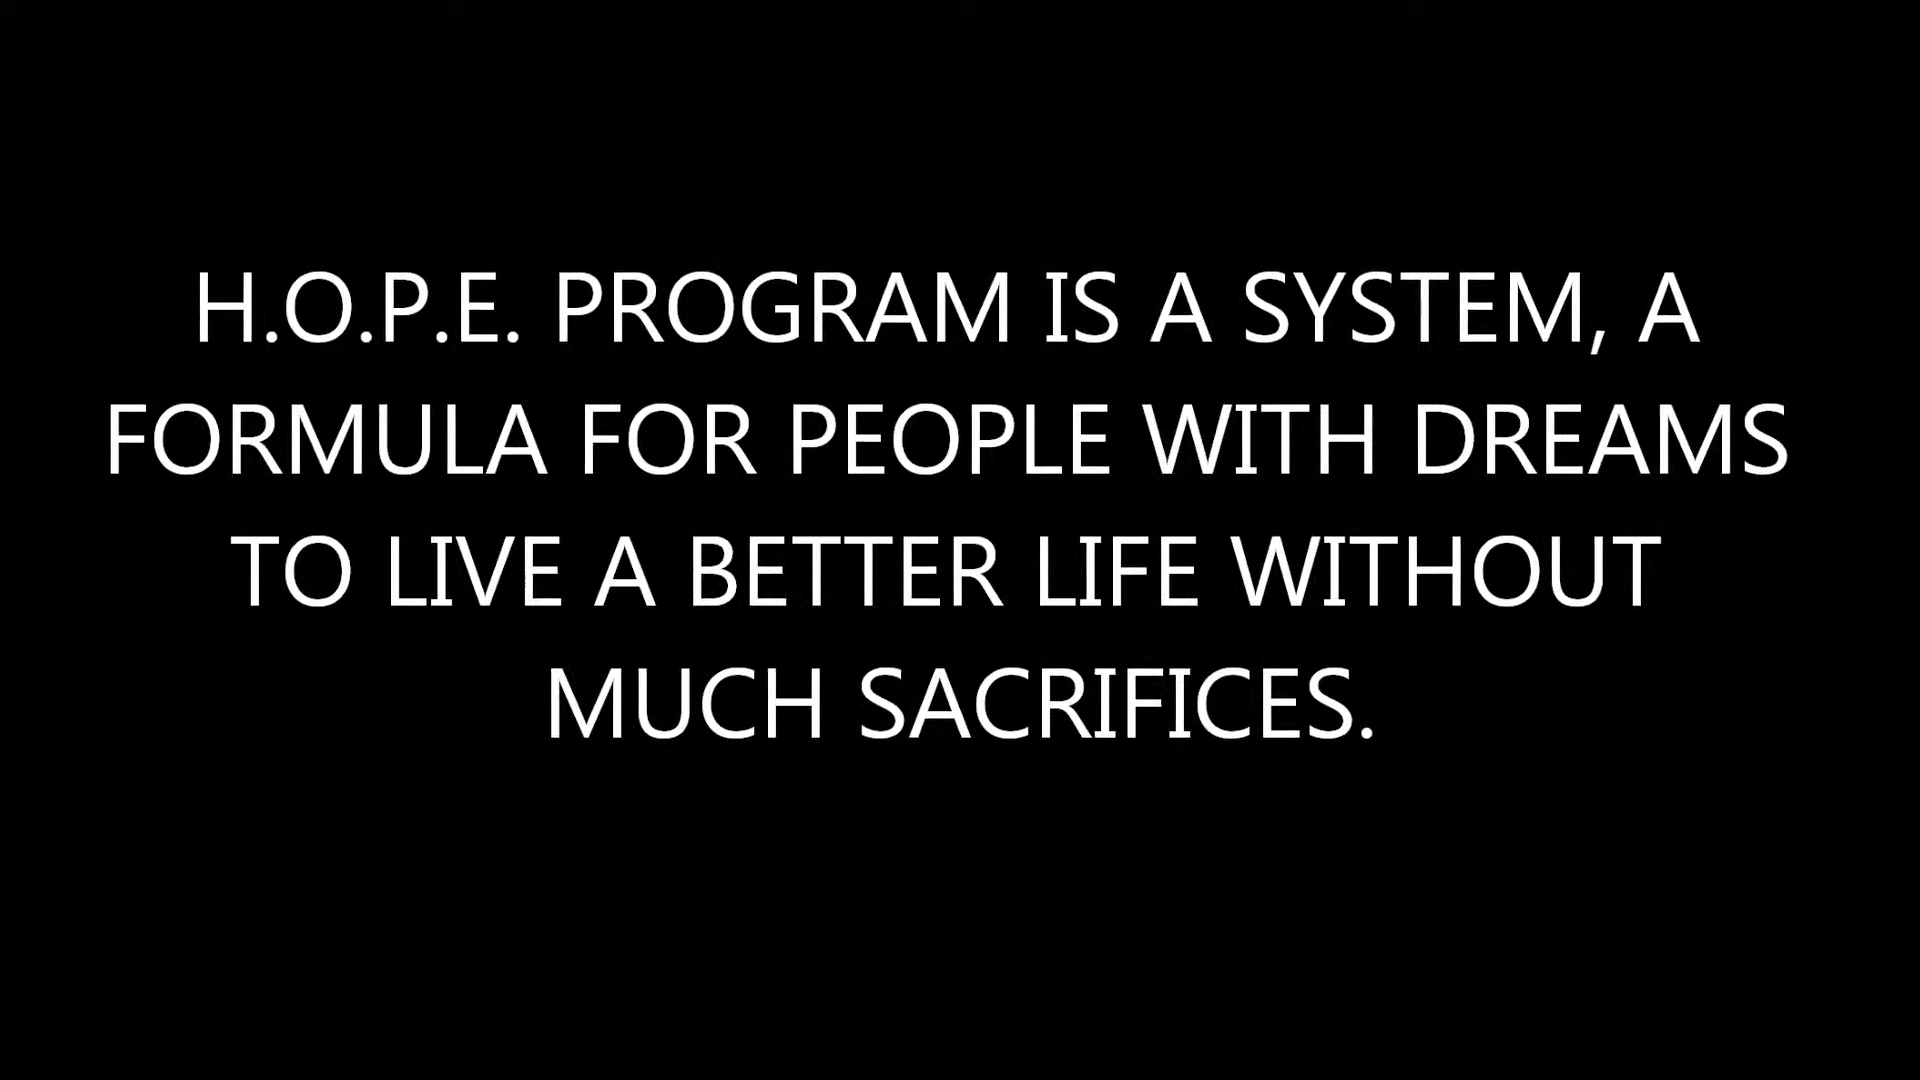 H.O.P.E. PROGRAM IS A SYSTEM, A
FORMULA FOR PEOPLE WITH DREAMS
TO LIVE A BETTER LIFE WITHOUT
MUCH SACRIFICES.